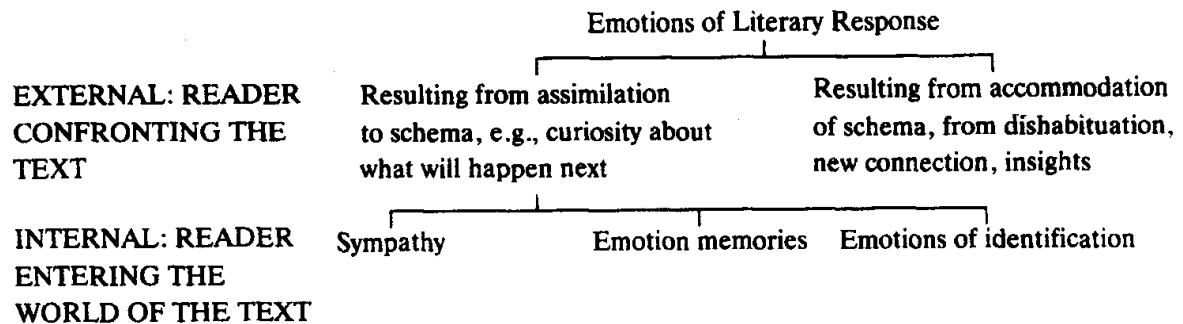 Emotions of Literary Response
EXTERNAL: READER
CONFRONTING THE
TEXT
Resulting from assimilation
to schema, e.g., curiosity about
what will happen next
Resulting from accommodation
of schema, from dishabituation,
new connection, insights
INTERNAL: READER
ENTERING THE
WORLD OF THE TEXT
Sympathy
Emotion memories
Emotions of identification